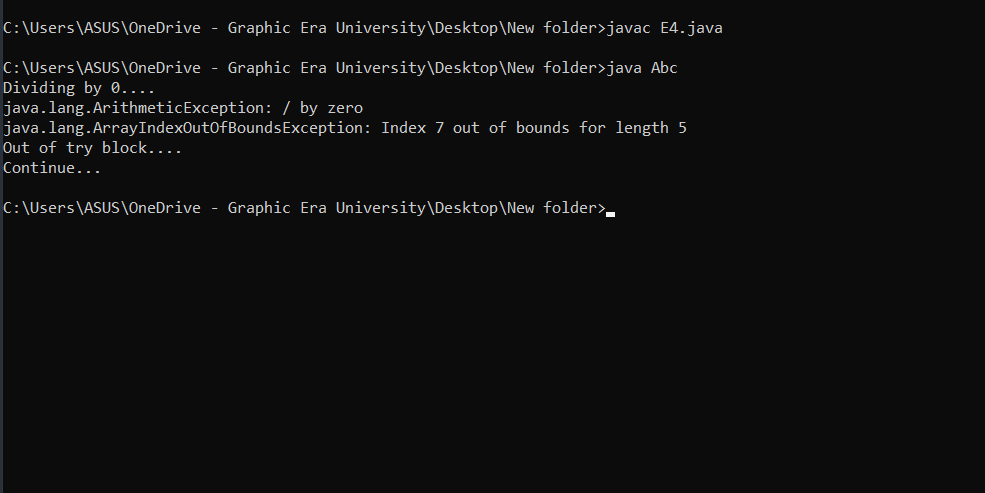 C:\Users\ASUS\OneDrive - Graphic Era University\Desktop\New folder>javac E4.java
C:\Users\ASUS\OneDrive - Graphic Era University\Desktop\New folder>java Abc
Dividing by 0....
java.lang.ArithmeticException: / by zero
java.lang.ArrayIndexOutOfBoundsException: Index 7 out of bounds for length 5
Out of try block....
Continue...
C:\Users\ASUS\OneDrive - Graphic Era University\Desktop\New folder>